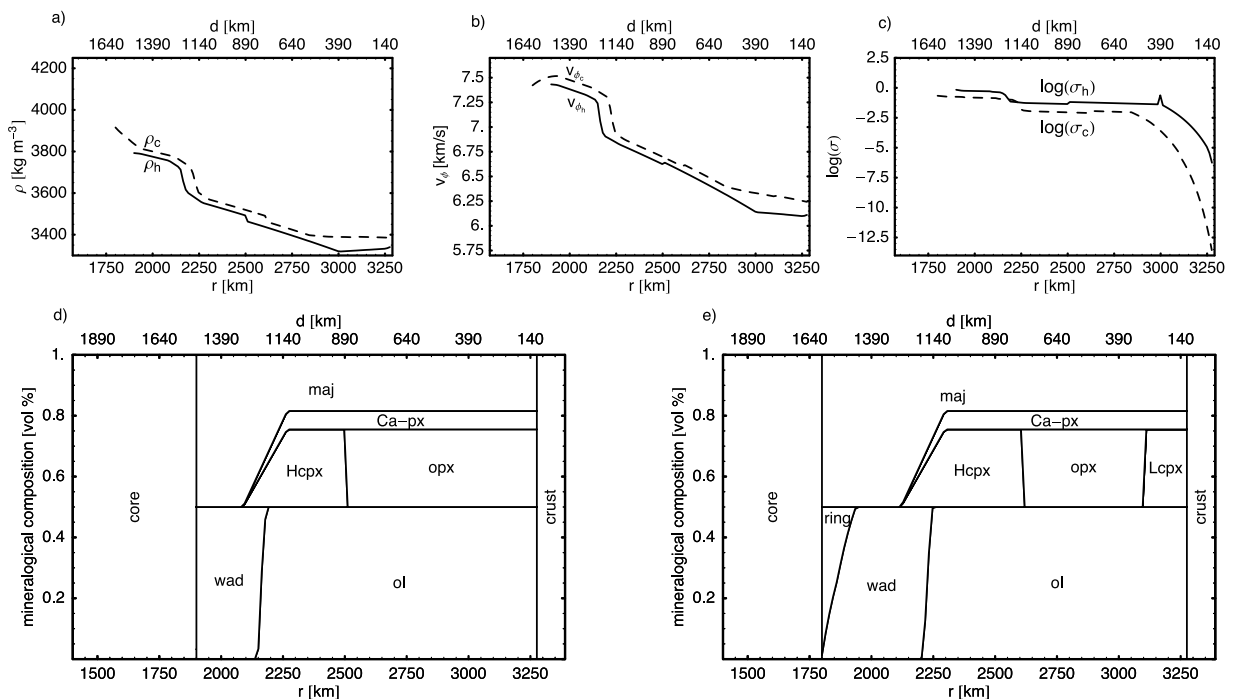 a)
d [km]
1640 1390 1140 890 640 390 140
4200
4000
3800
3600
3400
ρ [kg m⁻³]
ρc
ρh
1750 2000 2250 2500 2750 3000 3250
r [km]
b)
d [km]
1640 1390 1140 890 640 390 140
7.5
7.25
7.
6.75
6.5
6.25
6.
5.75
vϕ [km/s]
vϕc
vϕh
1750 2000 2250 2500 2750 3000 3250
r [km]
c)
d [km]
1640 1390 1140 890 640 390 140
2.5
0.
−2.5
−5.
−7.5
−10.
−12.5
log(σ)
log(σh)
log(σc)
1750 2000 2250 2500 2750 3000 3250
r [km]
d)
d [km]
1890 1640 1390 1140 890 640 390 140
1.
0.8
0.6
0.4
0.2
mineralogical composition [vol %]
core
maj
Ca−px
Hcpx
opx
wad
ol
crust
1500 1750 2000 2250 2500 2750 3000 3250
r [km]
e)
d [km]
1890 1640 1390 1140 890 640 390 140
1.
0.8
0.6
0.4
0.2
mineralogical composition [vol %]
core
maj
Ca−px
Hcpx
opx
Lcpx
ring
wad
ol
crust
1500 1750 2000 2250 2500 2750 3000 3250
r [km]